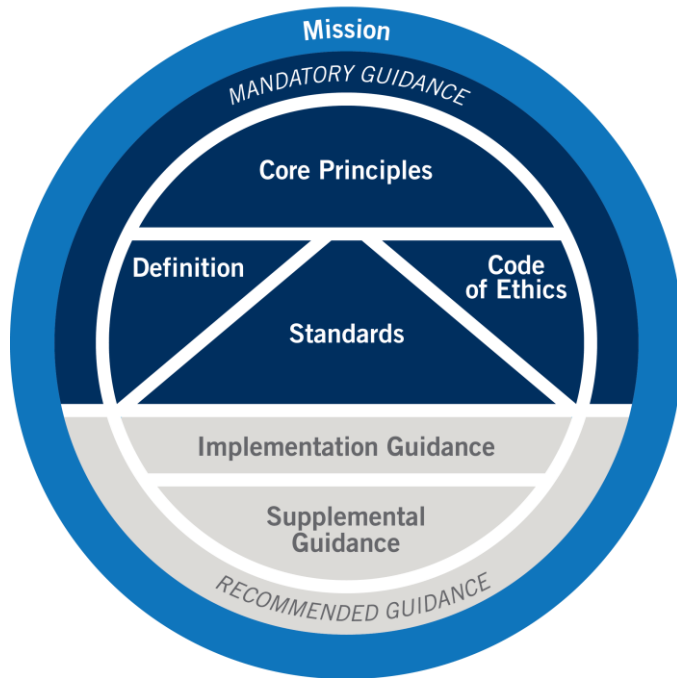 Mission
MANDATORY GUIDANCE
Core Principles
Definition
Code
of Ethics
Standards
Implementation Guidance
Supplemental
Guidance
RECOMMENDED GUIDANCE